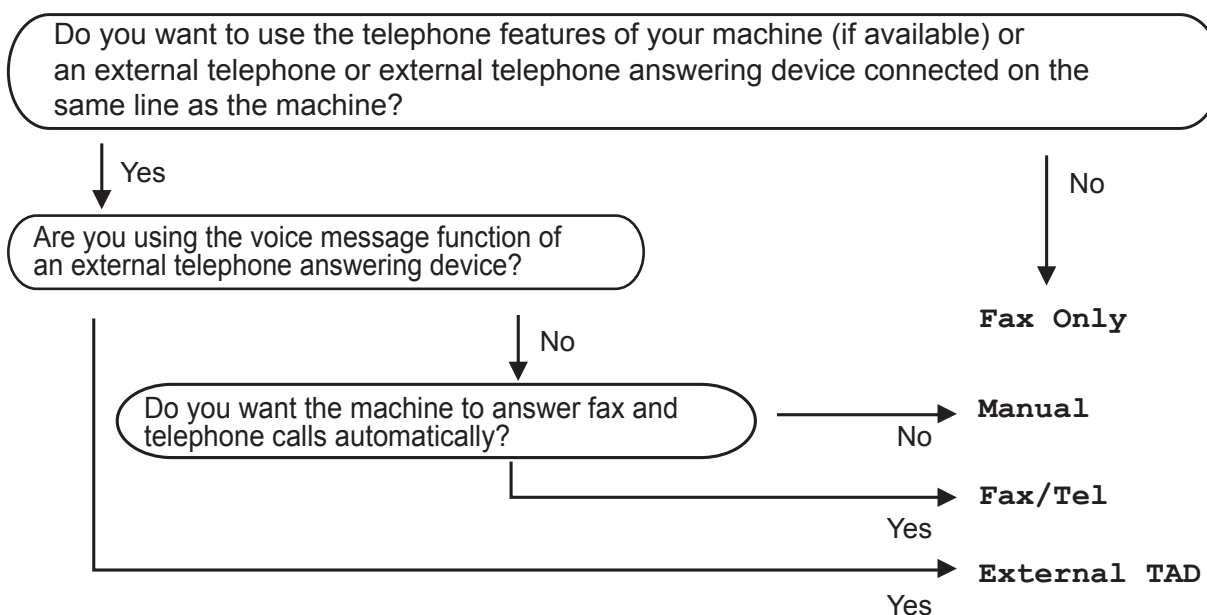 Do you want to use the telephone features of your machine (if available) or
an external telephone or external telephone answering device connected on the
same line as the machine?
Yes
No
Are you using the voice message function of
an external telephone answering device?
Fax Only
No
Do you want the machine to answer fax and
telephone calls automatically?
Manual
No
Fax/Tel
Yes
External TAD
Yes